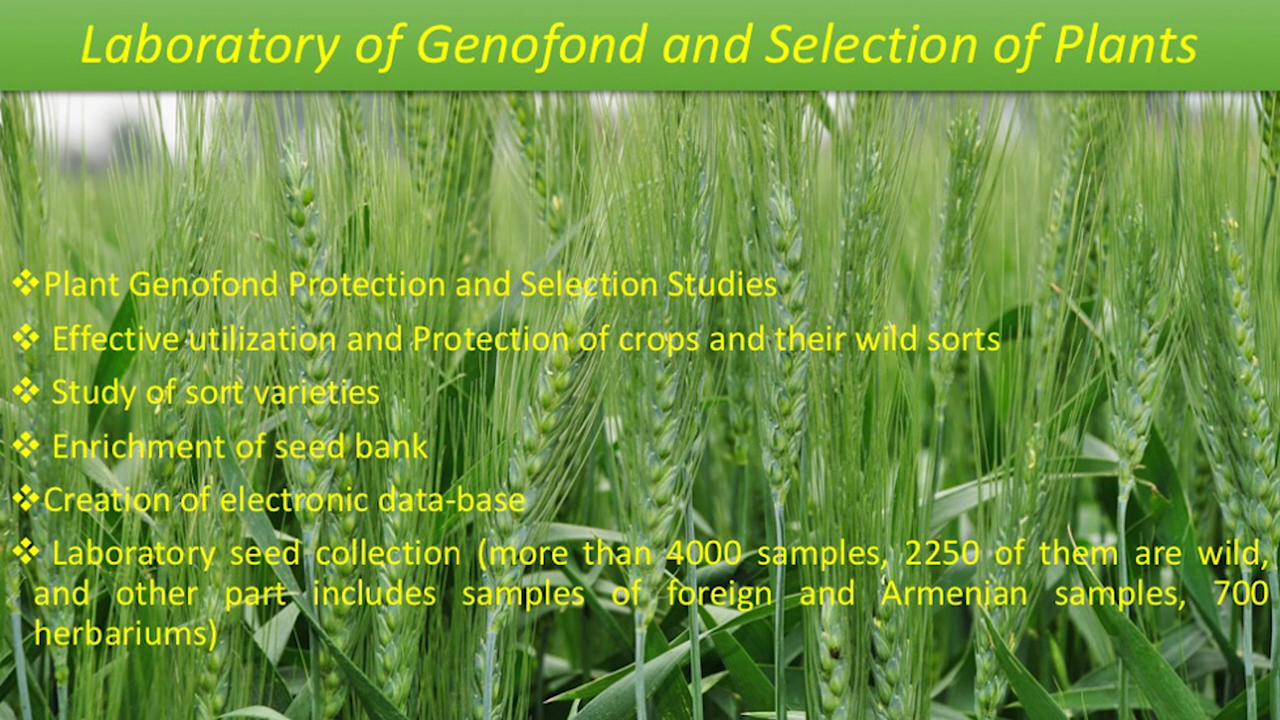 Laboratory of Genofond and Selection of Plants
❖Plant Genofond Protection and Selection Studies
❖ Effective utilization and Protection of crops and their wild sorts
❖ Study of sort varieties
❖ Enrichment of seed bank
❖Creation of electronic data-base
❖ Laboratory seed collection (more than 4000 samples, 2250 of them are wild,
and other part includes samples of foreign and Armenian samples, 700
herbariums)